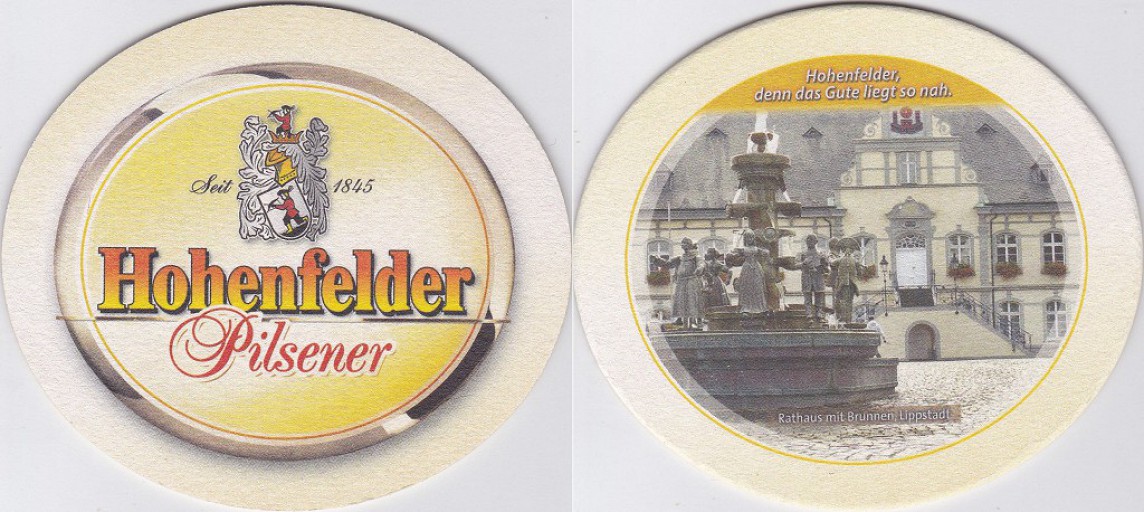 Seit 1845
Hohenfelder
Pilsener
Hohenfelder,
denn das Gute liegt so nah.
Rathaus mit Brunnen, Lippstadt